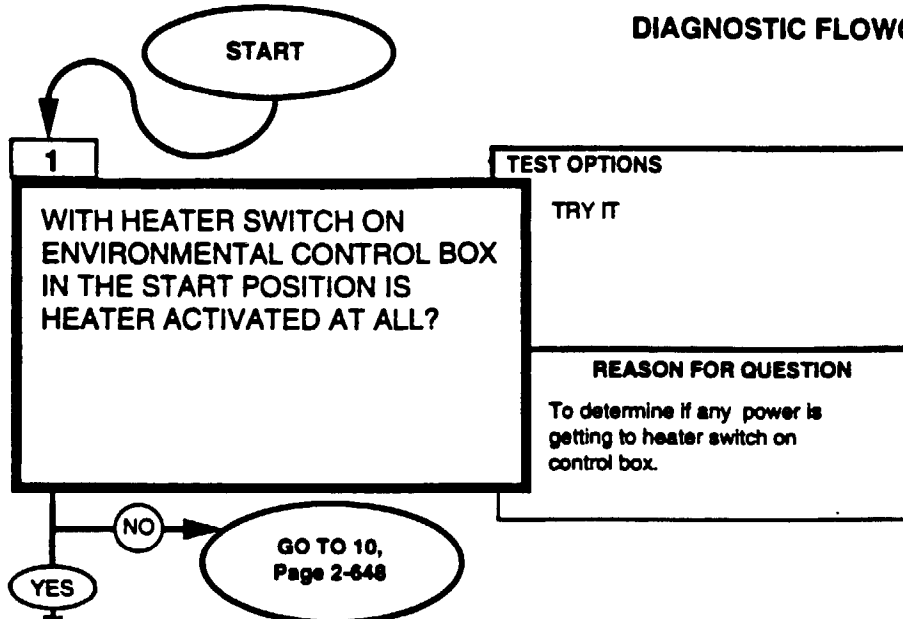 DIAGNOSTIC FLOW
START
1
WITH HEATER SWITCH ON
ENVIRONMENTAL CONTROL BOX
IN THE START POSITION IS
HEATER ACTIVATED AT ALL?
TEST OPTIONS
TRY IT
REASON FOR QUESTION
To determine if any power is
getting to heater switch on
control box.
NO
GO TO 10,
Page 2-648
YES